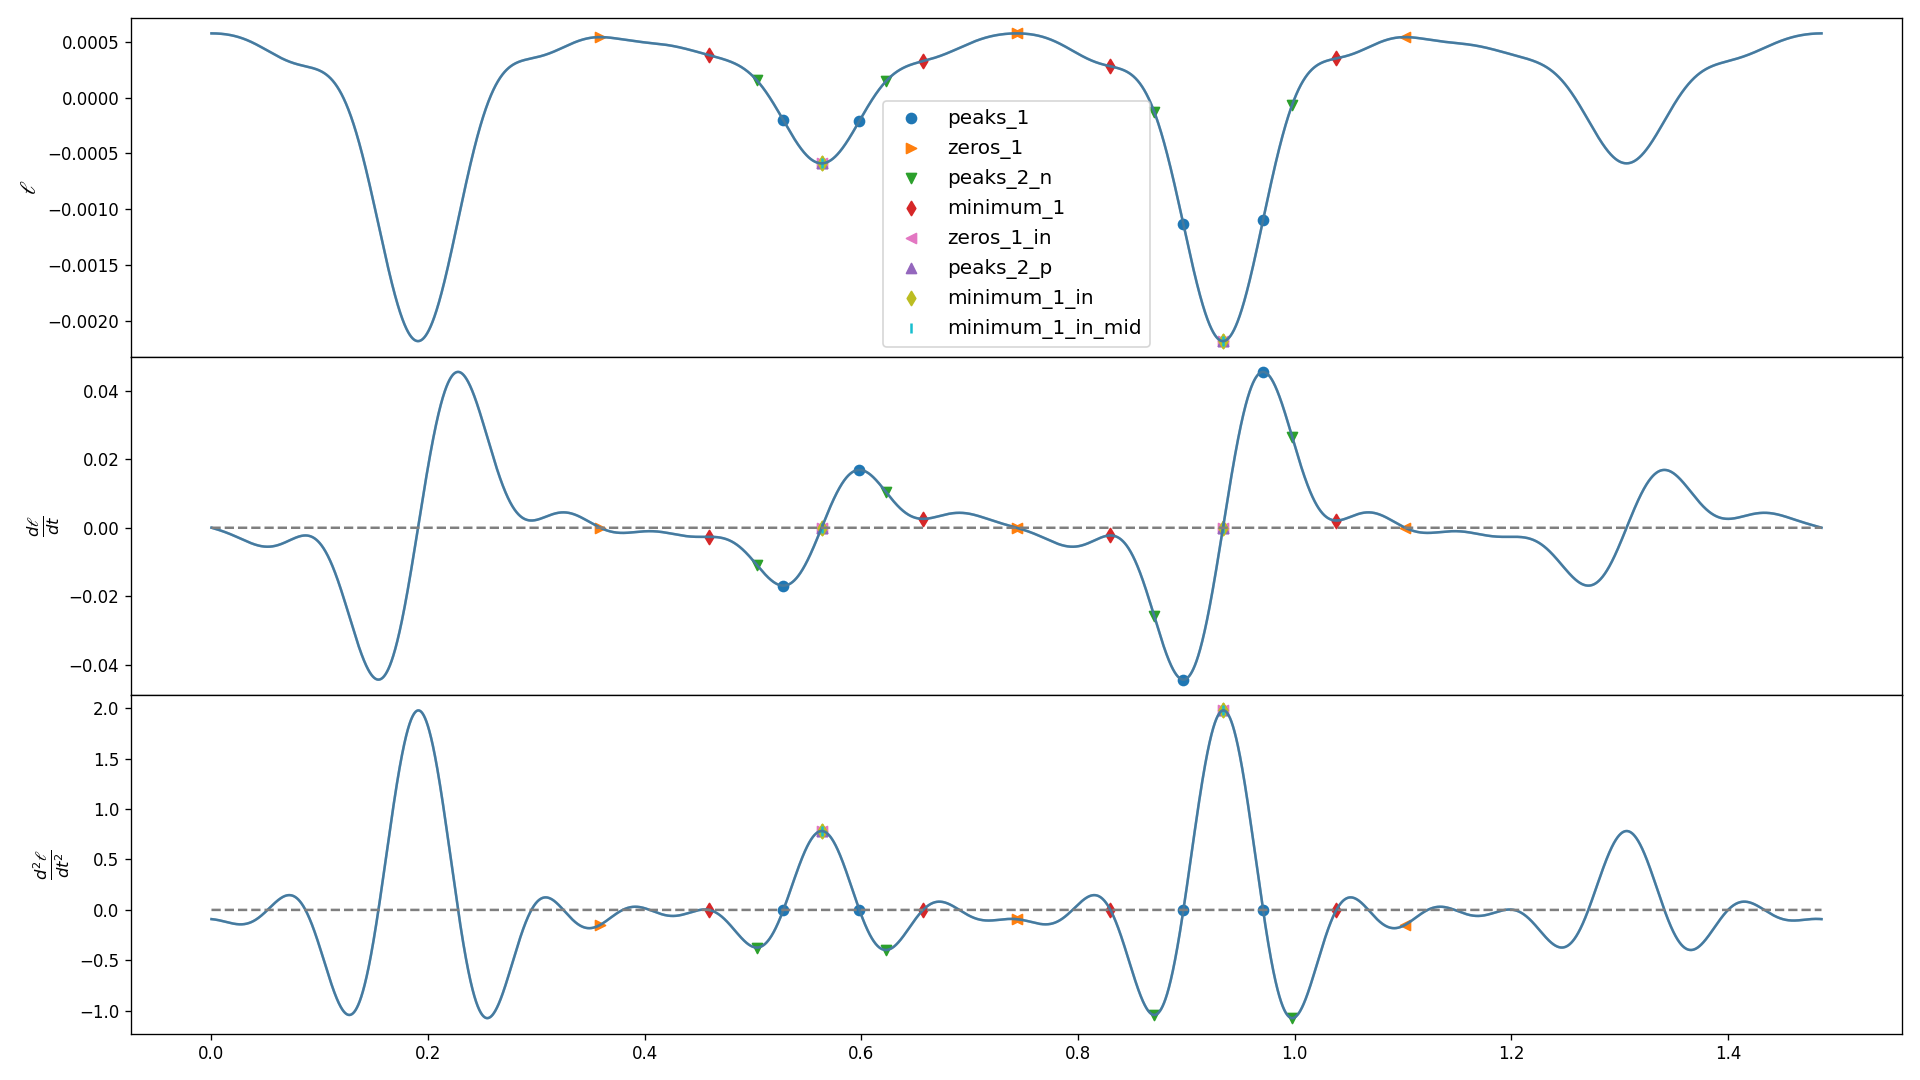 0.0005
0.0000
−0.0005
−0.0010
−0.0015
−0.0020
ℓ
peaks_1
zeros_1
peaks_2_n
minimum_1
zeros_1_in
peaks_2_p
minimum_1_in
minimum_1_in_mid
0.04
0.02
0.00
−0.02
−0.04
dℓ
dt
2.0
1.5
1.0
0.5
0.0
−0.5
−1.0
d²ℓ
dt²
0.0 0.2 0.4 0.6 0.8 1.0 1.2 1.4